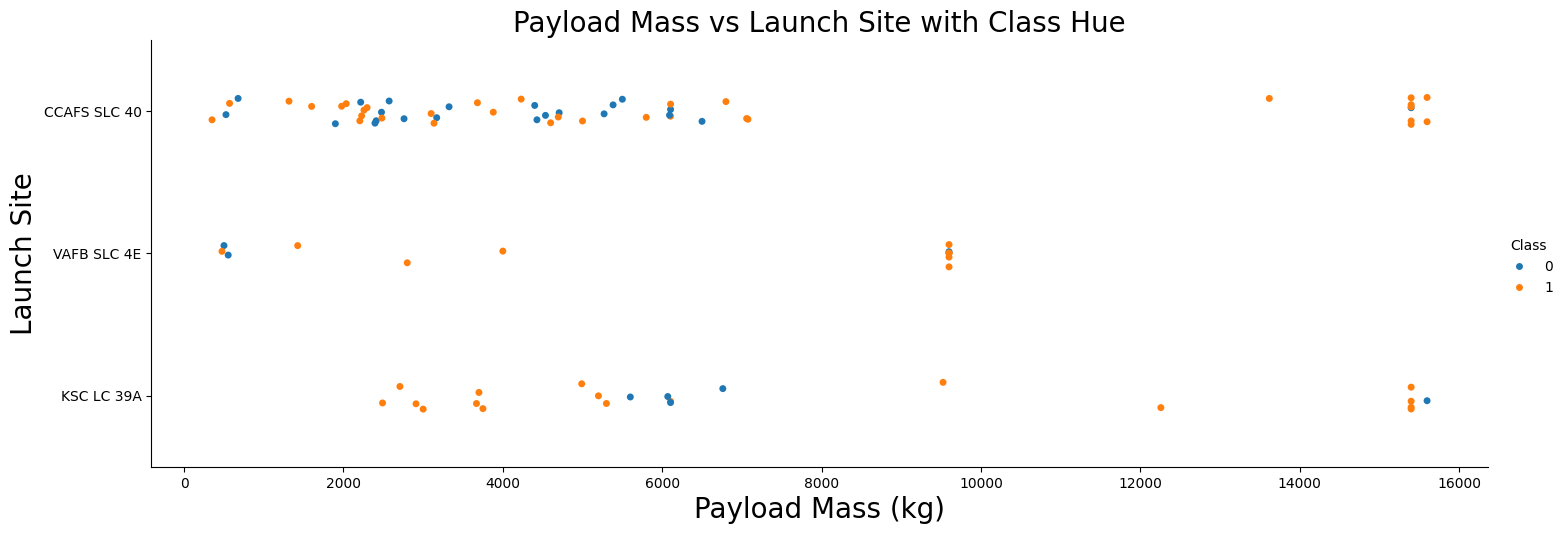 Payload Mass vs Launch Site with Class Hue
Launch Site
CCAFS SLC 40
VAFB SLC 4E
KSC LC 39A
0 2000 4000 6000 8000 10000 12000 14000 16000
Payload Mass (kg)
Class
0
1